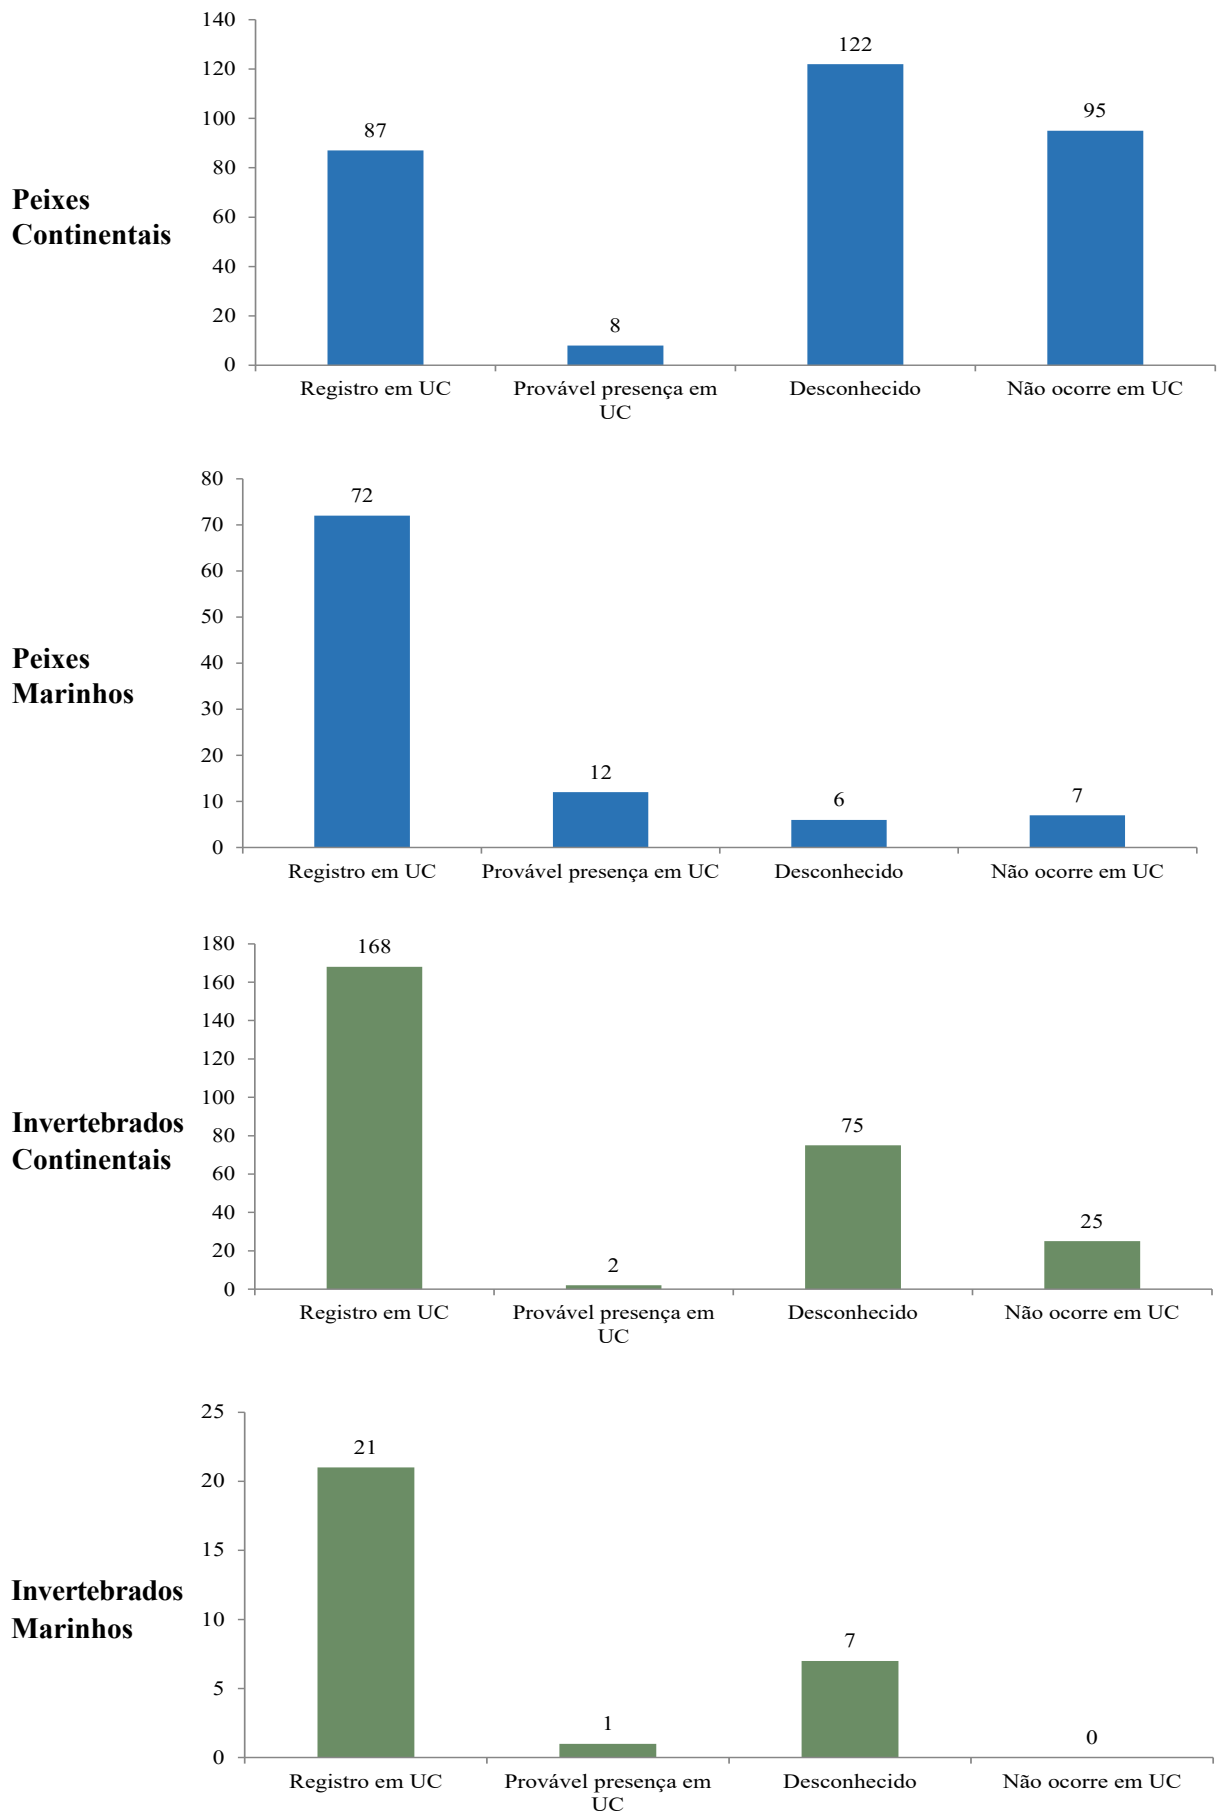 Peixes
Continentais
140
120
100
80
60
40
20
0
87
8
122
95
Registro em UC
Provável presença em
UC
Desconhecido
Não ocorre em UC
Peixes
Marinhos
80
70
60
50
40
30
20
10
0
72
12
6
7
Registro em UC
Provável presença em UC
Desconhecido
Não ocorre em UC
Invertebrados
Continentais
180
160
140
120
100
80
60
40
20
0
168
2
75
25
Registro em UC
Provável presença em
UC
Desconhecido
Não ocorre em UC
Invertebrados
Marinhos
25
20
15
10
5
0
21
1
7
0
Registro em UC
Provável presença em
UC
Desconhecido
Não ocorre em UC